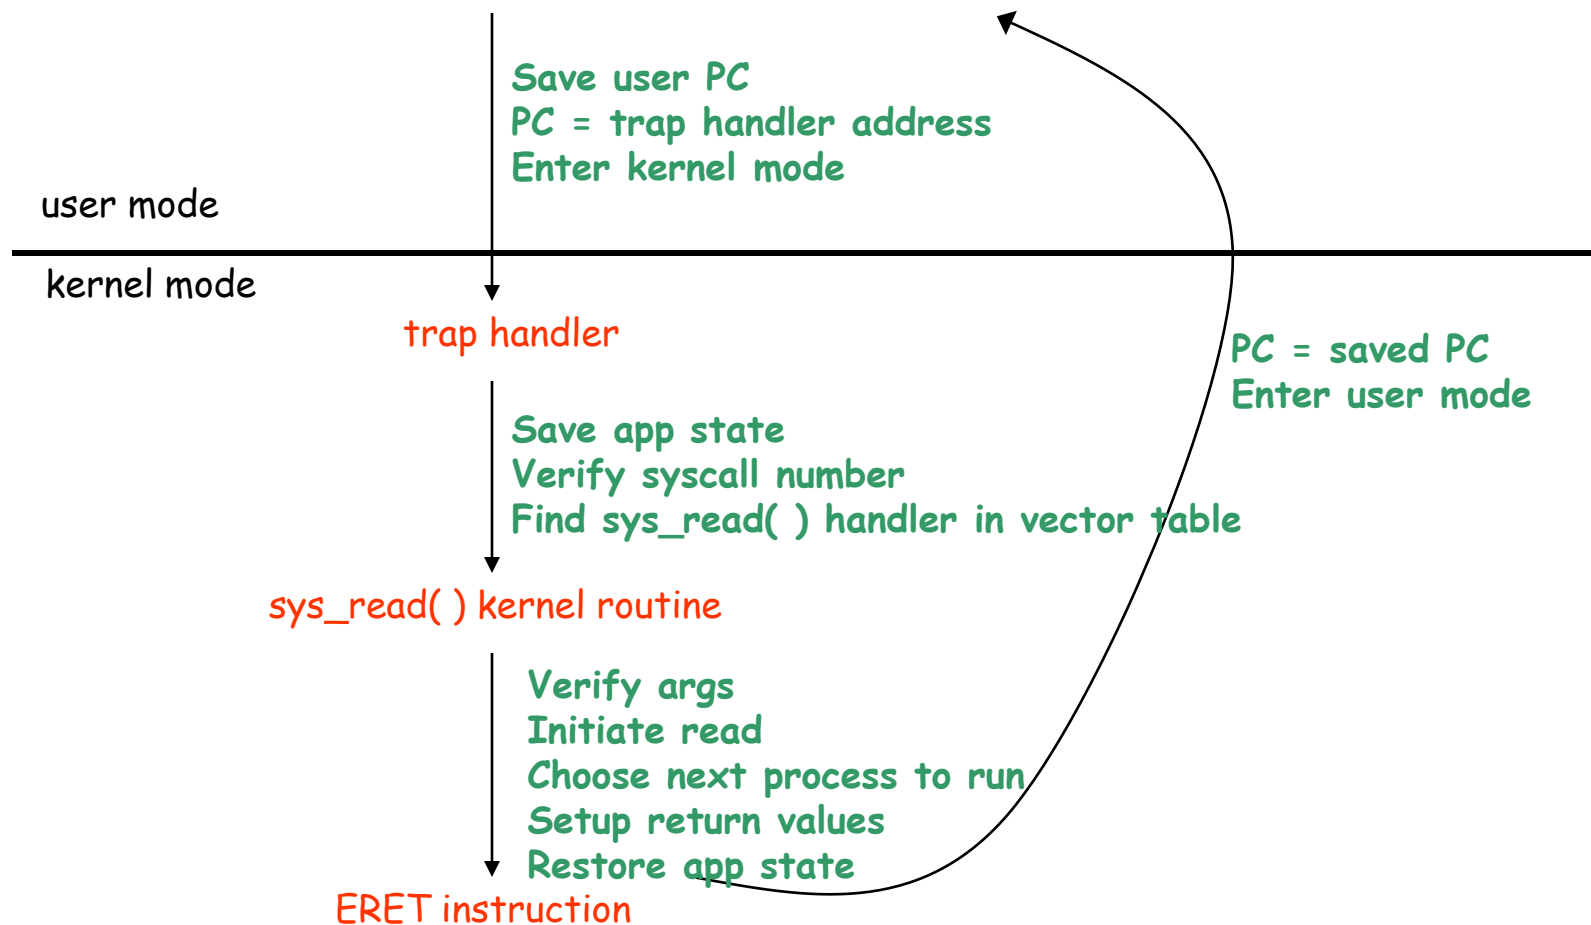 Save user PC
PC = trap handler address
Enter kernel mode
user mode
kernel mode
trap handler
PC = saved PC
Enter user mode
Save app state
Verify syscall number
Find sys_read( ) handler in vector table
sys_read( ) kernel routine
Verify args
Initiate read
Choose next process to run
Setup return values
Restore app state
ERET instruction